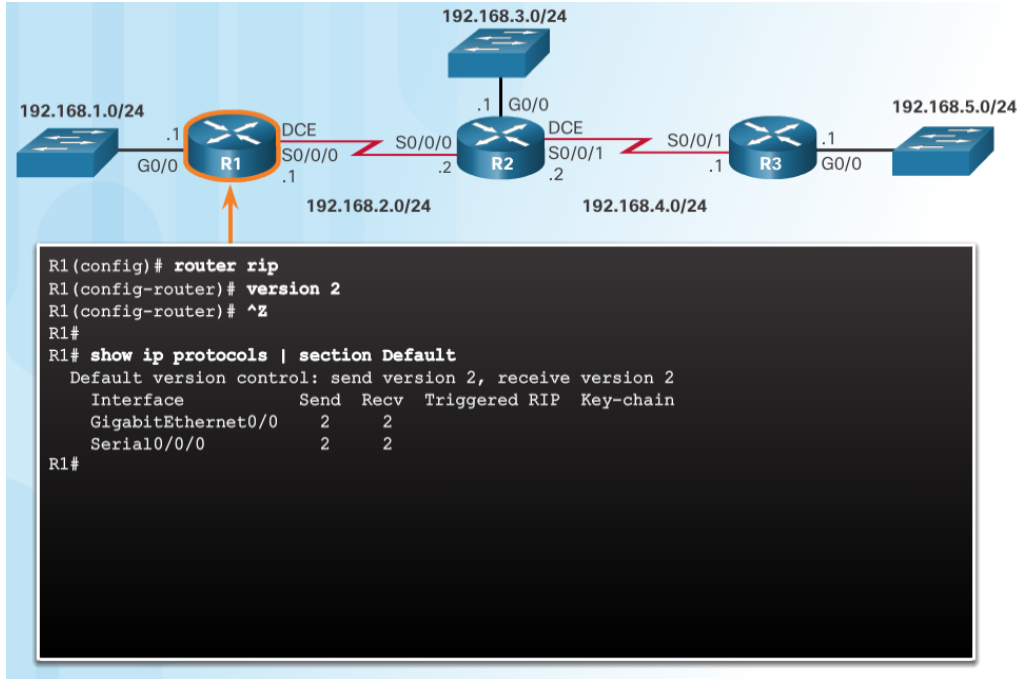 192.168.3.0/24
192.168.1.0/24
192.168.5.0/24
.1 G0/0
.1
G0/0
R1
DCE
S0/0/0
.1
S0/0/0
.2
R2
DCE
S0/0/1
.2
S0/0/1
.1
R3
.1
G0/0
192.168.2.0/24
192.168.4.0/24
R1(config)# router rip
R1(config-router)# version 2
R1(config-router)# ^Z
R1#
R1# show ip protocols | section Default
  Default version control: send version 2, receive version 2
    Interface           Send  Recv  Triggered RIP  Key-chain
    GigabitEthernet0/0    2     2
    Serial0/0/0           2     2
R1#